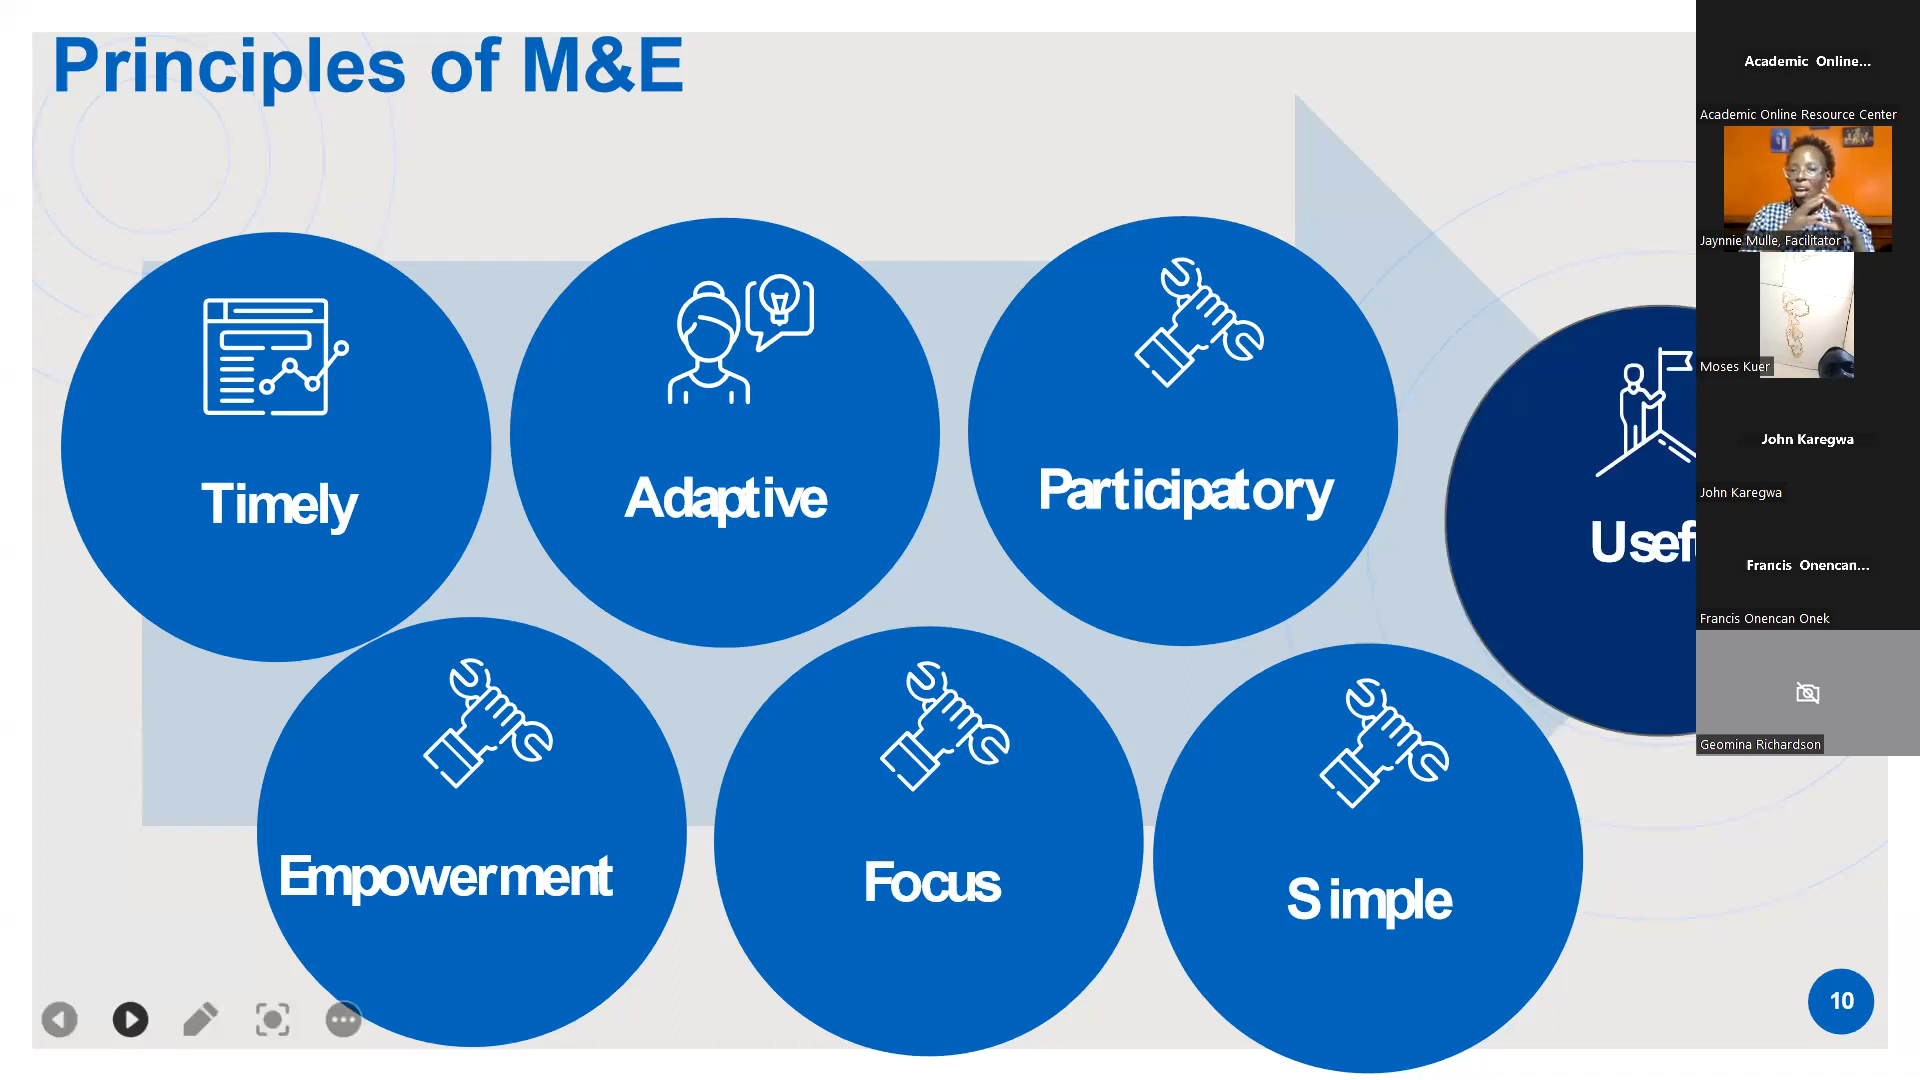 Principles of M&E
Timely
Adaptive
Participatory
Empowerment
Focus
Simple
10
Academic Online...
Academic Online Resource Center
Jaynnie Mulle, Facilitator
Moses Kuer
John Karegwa
John Karegwa
Francis Onencan...
Francis Onencan Onek
Geomina Richardson